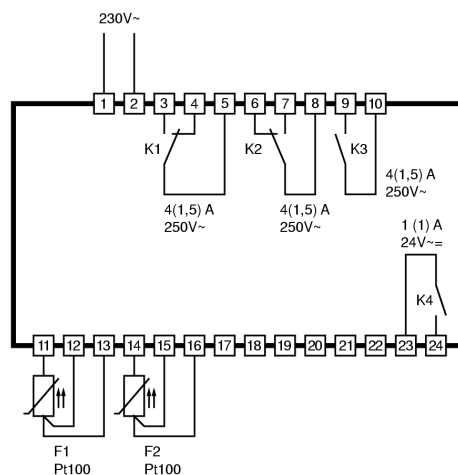 230V~
1 2 3 4 5 6 7 8 9 10
K1
K2
K3
4(1,5) A
250V~
4(1,5) A
250V~
4(1,5) A
250V~
1 (1) A
24V~=
K4
11 12 13 14 15 16 17 18 19 20 21 22 23 24
F1
Pt100
F2
Pt100